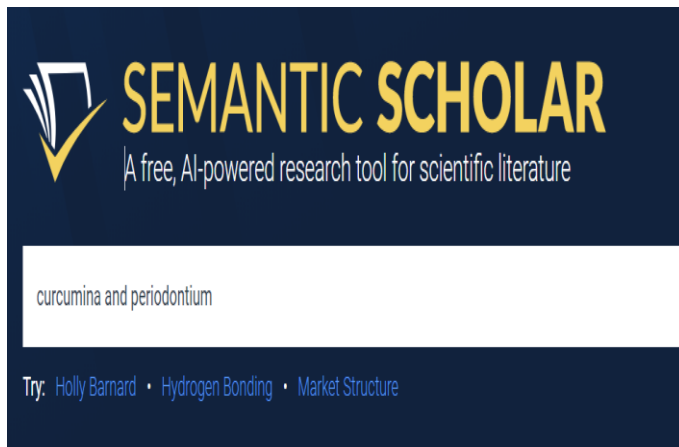 SEMANTIC SCHOLAR
A free, AI-powered research tool for scientific literature
curcumina and periodontium
Try: Holly Barnard • Hydrogen Bonding • Market Structure